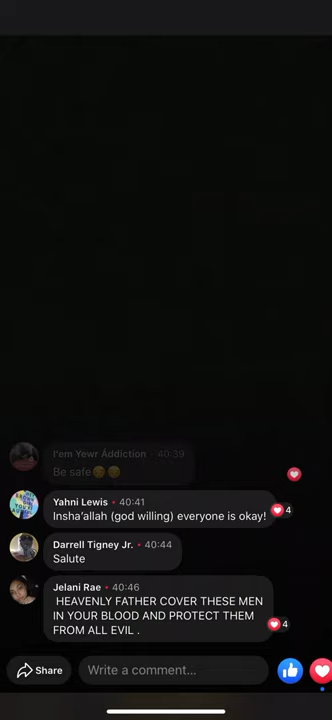 I'em Yewr Addiction · 40:39
Be safe😔😔
Yahni Lewis • 40:41
Insha'allah (god willing) everyone is okay!
4
Darrell Tigney Jr. • 40:44
Salute
Jelani Rae • 40:46
HEAVENLY FATHER COVER THESE MEN
IN YOUR BLOOD AND PROTECT THEM
FROM ALL EVIL .
4
Share
Write a comment...